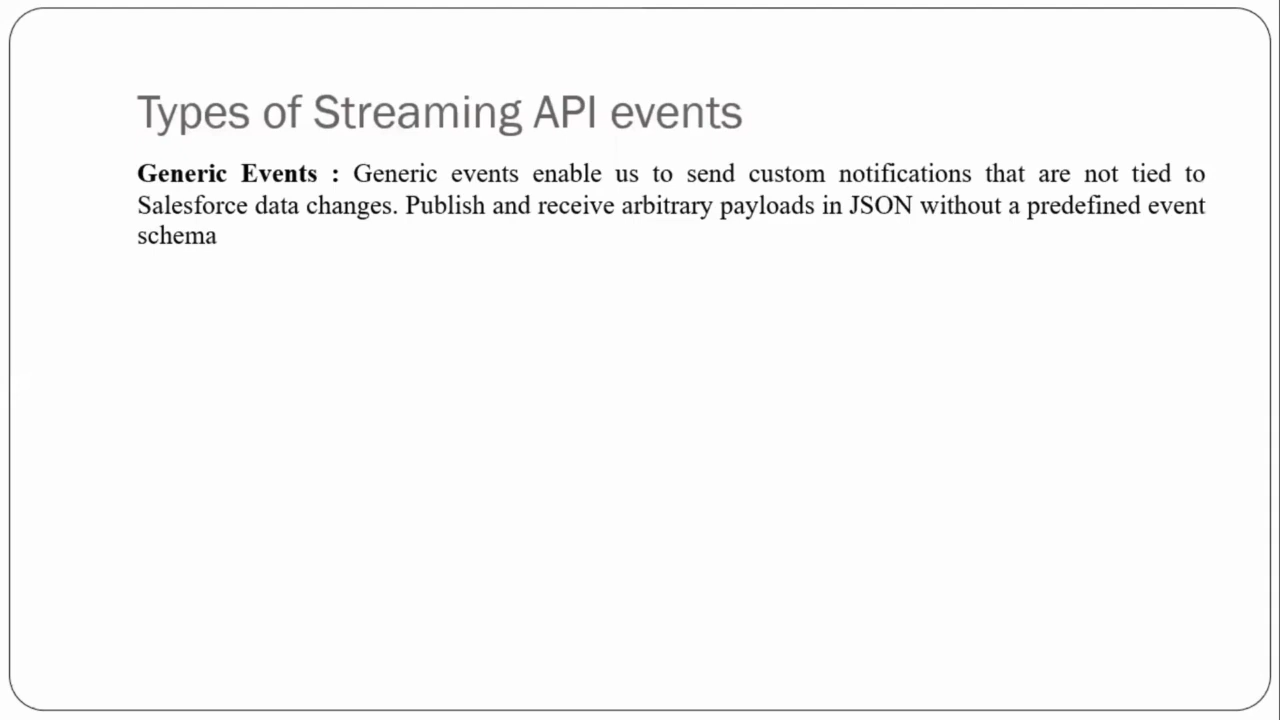 Types of Streaming API events
Generic Events : Generic events enable us to send custom notifications that are not tied to
Salesforce data changes. Publish and receive arbitrary payloads in JSON without a predefined event
schema